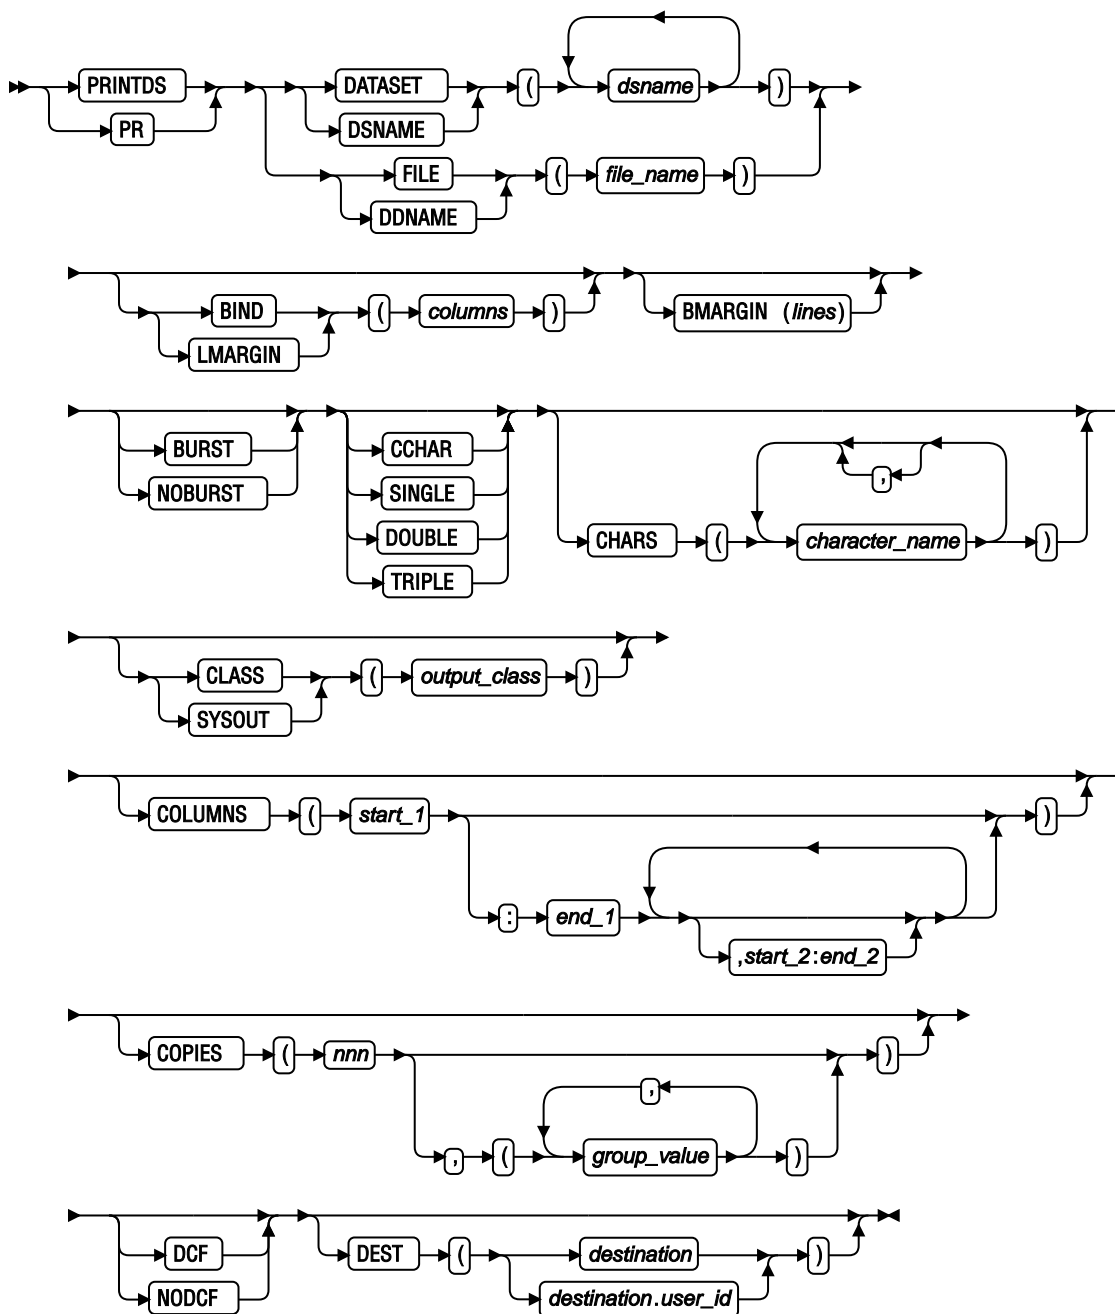 PRINTDS DATASET ( dsname )
PR DSNAME
FILE ( file_name )
DDNAME
BIND ( columns ) BMARGIN (lines)
LMARGIN
BURST CCHAR
NOBURST SINGLE
DOUBLE CHARS ( character_name , )
TRIPLE
CLASS ( output_class )
SYSOUT
COLUMNS ( start_1 )
: end_1
,start_2:end_2
COPIES ( nnn )
,
, ( group_value )
DCF DEST ( destination )
NODCF destination.user_id